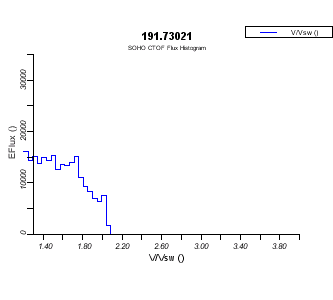 191.73021
SOHO CTOF Flux Histogram
V/Vsw ()
EFlux ()
30000
20000
10000
0
1.40 1.80 2.20 2.60 3.00 3.40 3.80
V/Vsw ()